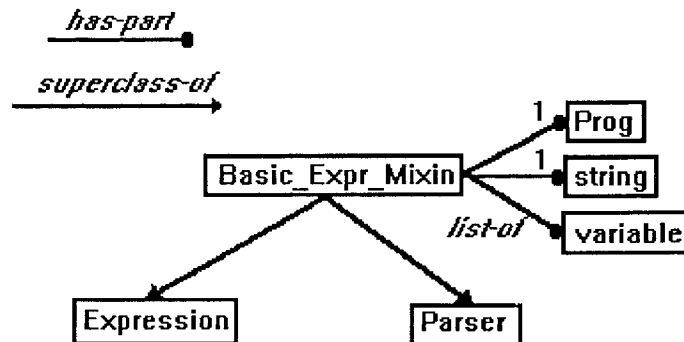 has-part
superclass-of
1
Prog
Basic_Expr_Mixin
1
string
list-of
variable
Expression
Parser